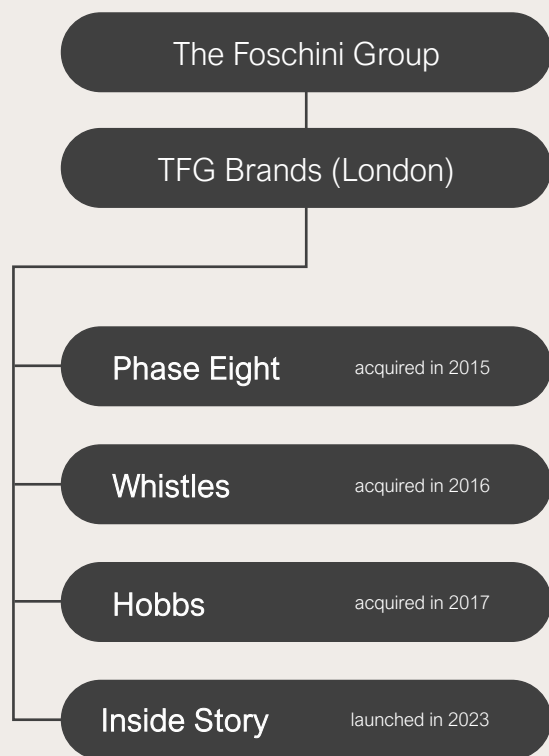 The Foschini Group
TFG Brands (London)
Phase Eight acquired in 2015
Whistles acquired in 2016
Hobbs acquired in 2017
Inside Story launched in 2023